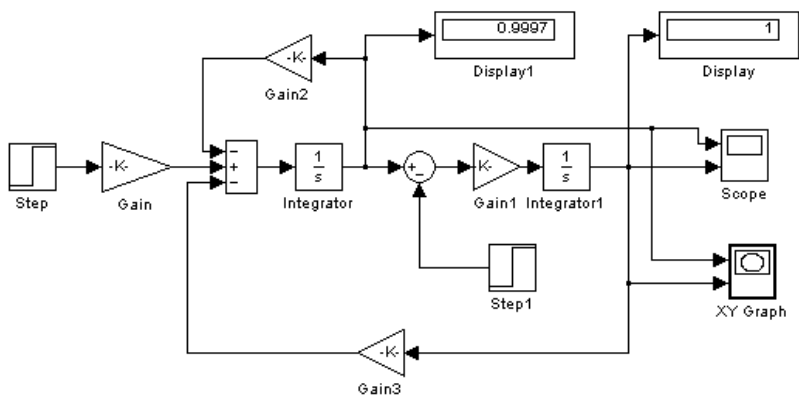 0.9997
1
-K-
Gain2
Display1
Display
-K-
1
s
K-
1
s
Step
Gain
Integrator
Gain1
Integrator1
Scope
Step1
XY Graph
-K-
Gain3